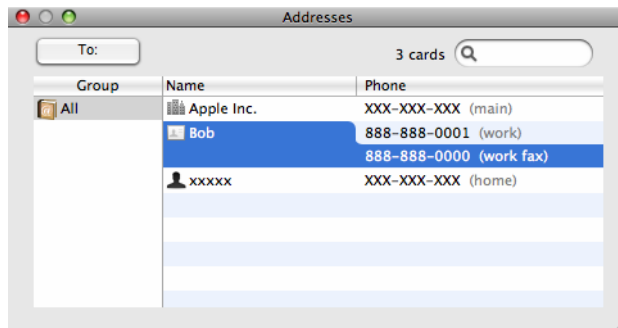 Addresses
To:
3 cards
Group Name Phone
All Apple Inc. XXX-XXX-XXX (main)
Bob 888-888-0001 (work)
888-888-0000 (work fax)
xxxxx XXX-XXX-XXX (home)